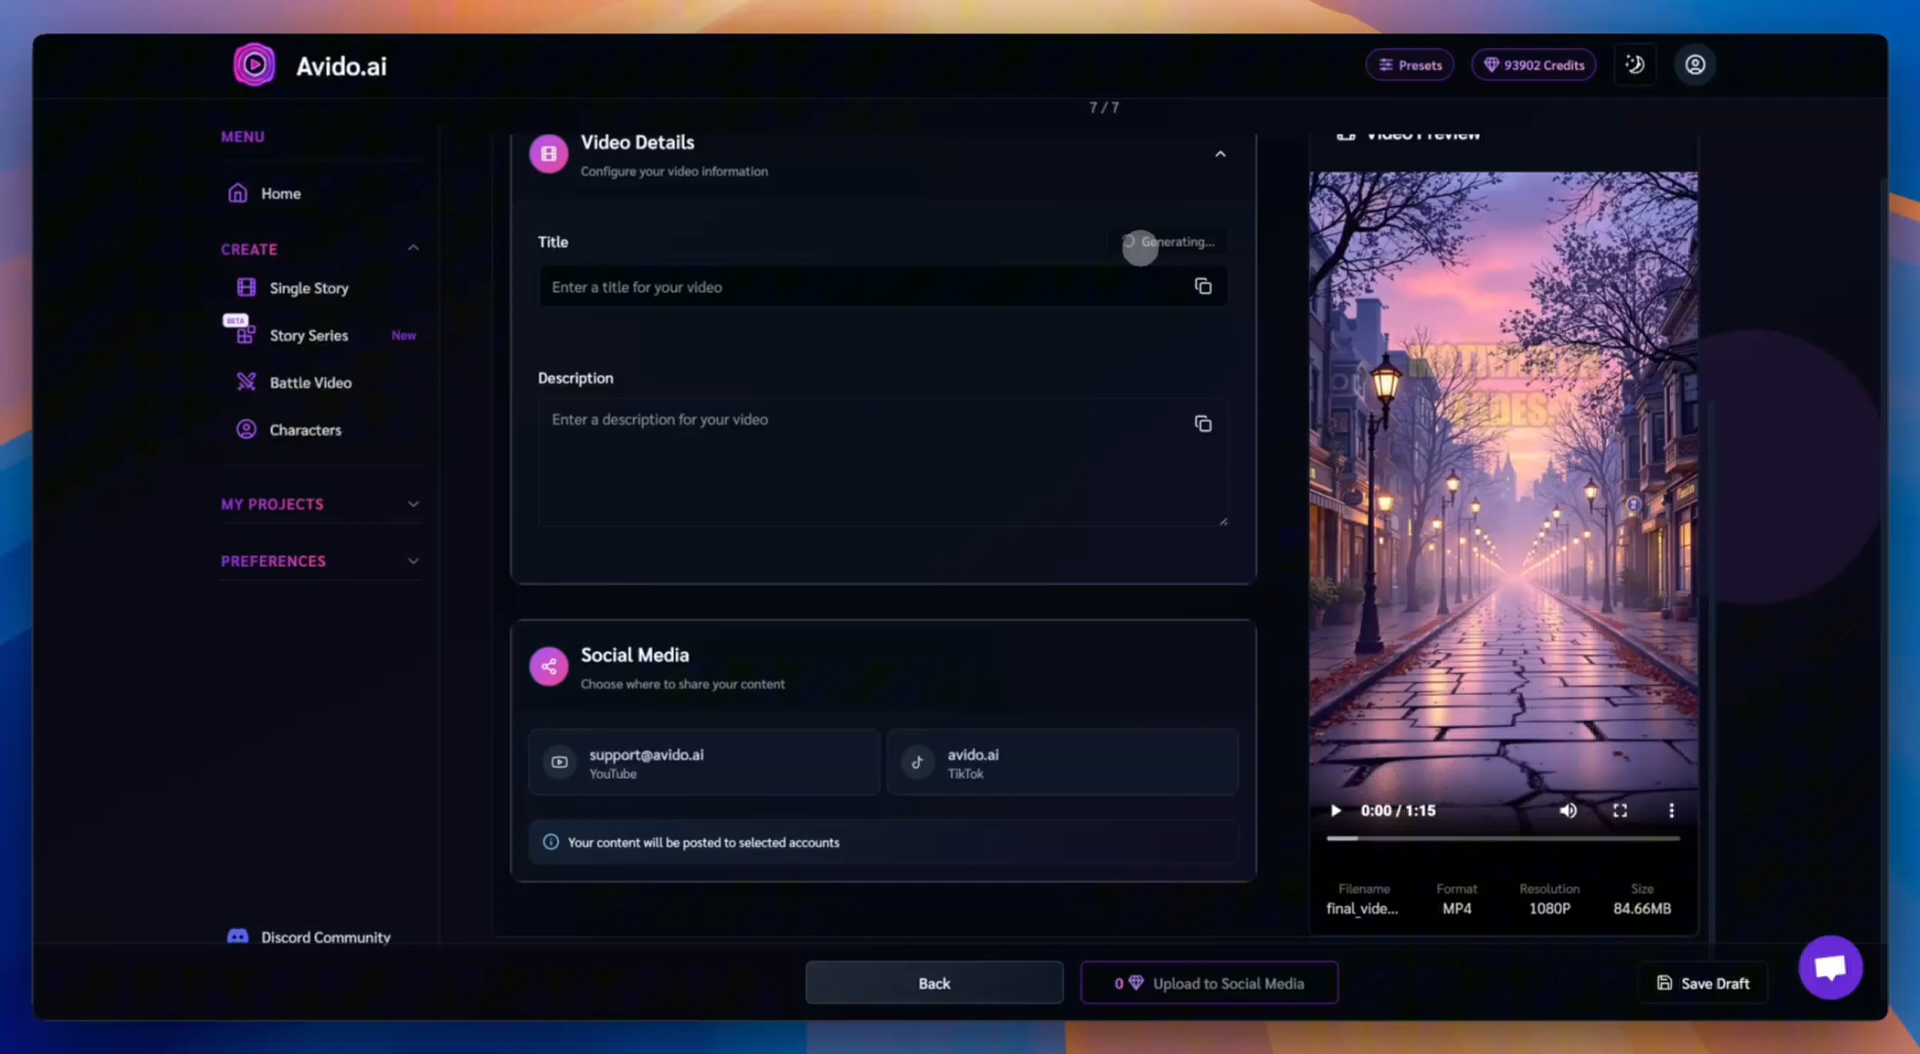 Avido.ai
Presets
93902 Credits
7 / 7
MENU
Home
CREATE
Single Story
BETA
Story Series New
Battle Video
Characters
MY PROJECTS
PREFERENCES
Discord Community
Video Details
Configure your video information
Title
Generating...
Enter a title for your video
Description
Enter a description for your video
Social Media
Choose where to share your content
support@avido.ai
YouTube
avido.ai
TikTok
Your content will be posted to selected accounts
Video Preview
MOTIVATION
FADES.
0:00 / 1:15
Filename Format Resolution Size
final_vide... MP4 1080P 84.66MB
Back
0 Upload to Social Media
Save Draft